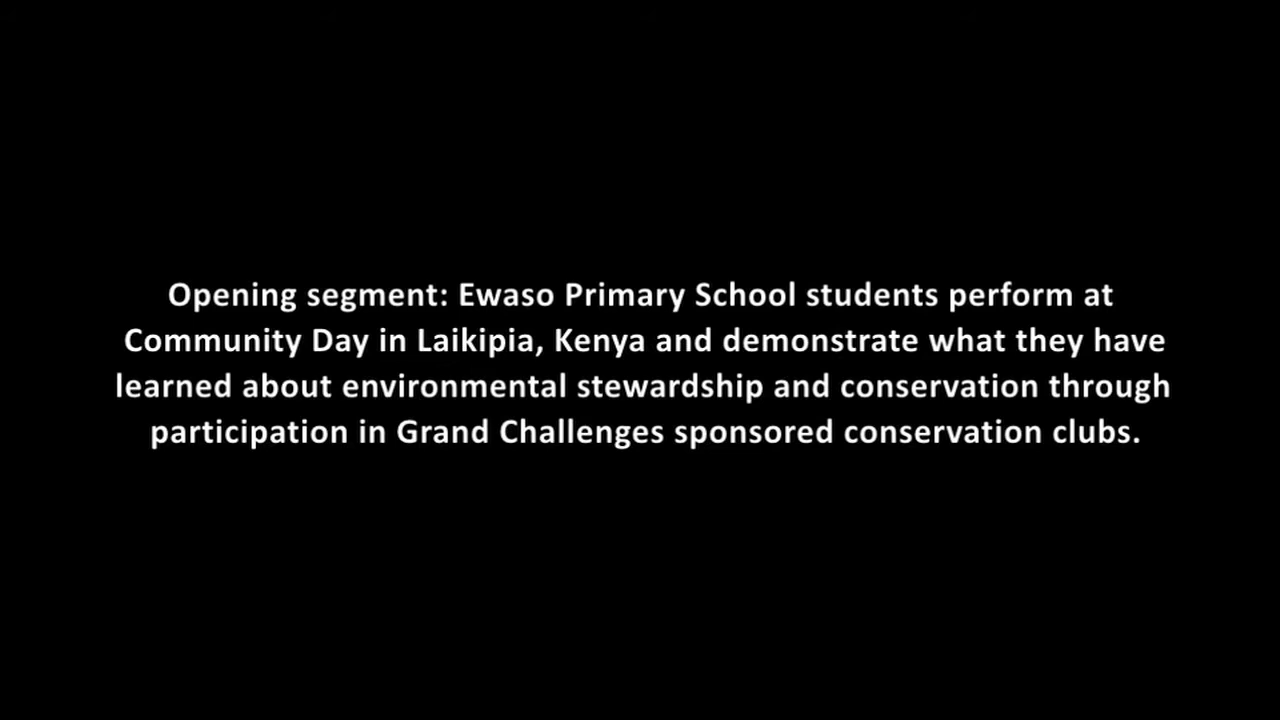 Opening segment: Ewaso Primary School students perform at
Community Day in Laikipia, Kenya and demonstrate what they have
learned about environmental stewardship and conservation through
participation in Grand Challenges sponsored conservation clubs.